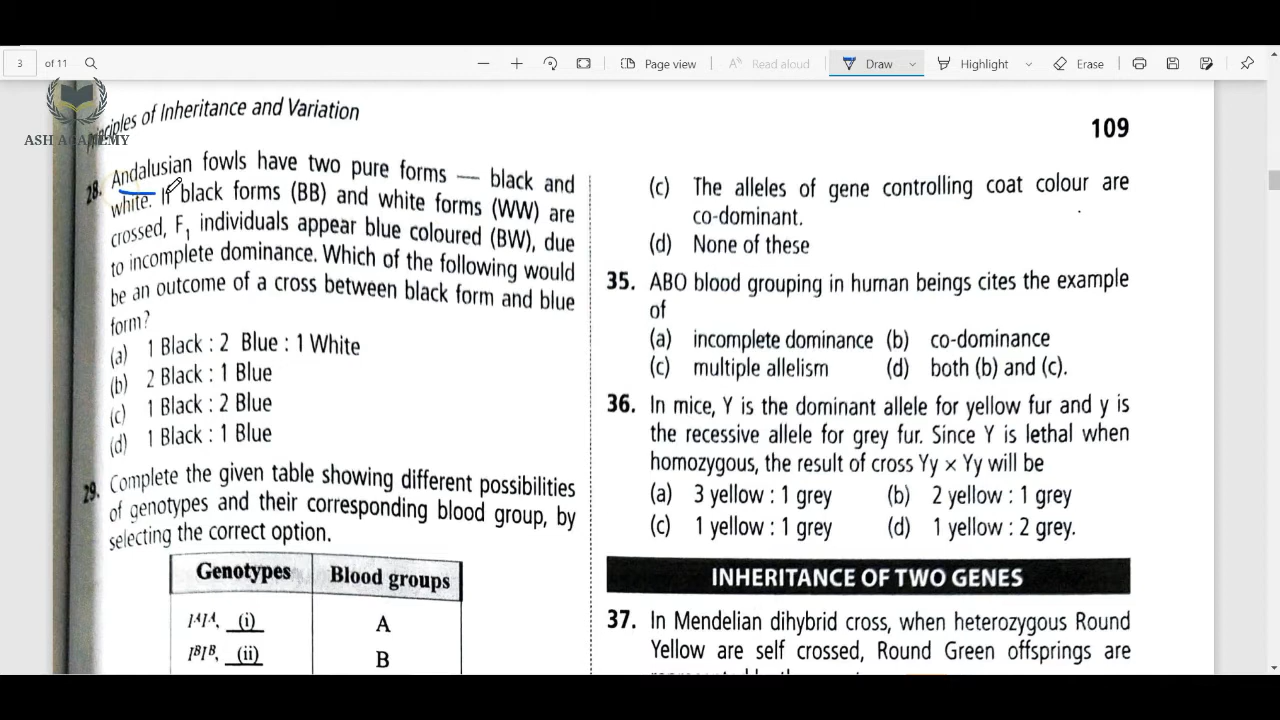 3 of 11 Page view Read aloud Draw Highlight Erase
ASH ACADEMY
Principles of Inheritance and Variation
109
28. Andalusian fowls have two pure forms — black and
white. If black forms (BB) and white forms (WW) are
crossed, F1 individuals appear blue coloured (BW), due
to incomplete dominance. Which of the following would
be an outcome of a cross between black form and blue
form?
(a) 1 Black : 2 Blue : 1 White
(b) 2 Black : 1 Blue
(c) 1 Black : 2 Blue
(d) 1 Black : 1 Blue
29. Complete the given table showing different possibilities
of genotypes and their corresponding blood group, by
selecting the correct option.
Genotypes Blood groups
IAIA, (i) A
IBIB, (ii) B
(c) The alleles of gene controlling coat colour are
co-dominant.
(d) None of these
35. ABO blood grouping in human beings cites the example
of
(a) incomplete dominance (b) co-dominance
(c) multiple allelism (d) both (b) and (c).
36. In mice, Y is the dominant allele for yellow fur and y is
the recessive allele for grey fur. Since Y is lethal when
homozygous, the result of cross Yy × Yy will be
(a) 3 yellow : 1 grey (b) 2 yellow : 1 grey
(c) 1 yellow : 1 grey (d) 1 yellow : 2 grey.
INHERITANCE OF TWO GENES
37. In Mendelian dihybrid cross, when heterozygous Round
Yellow are self crossed, Round Green offsprings are